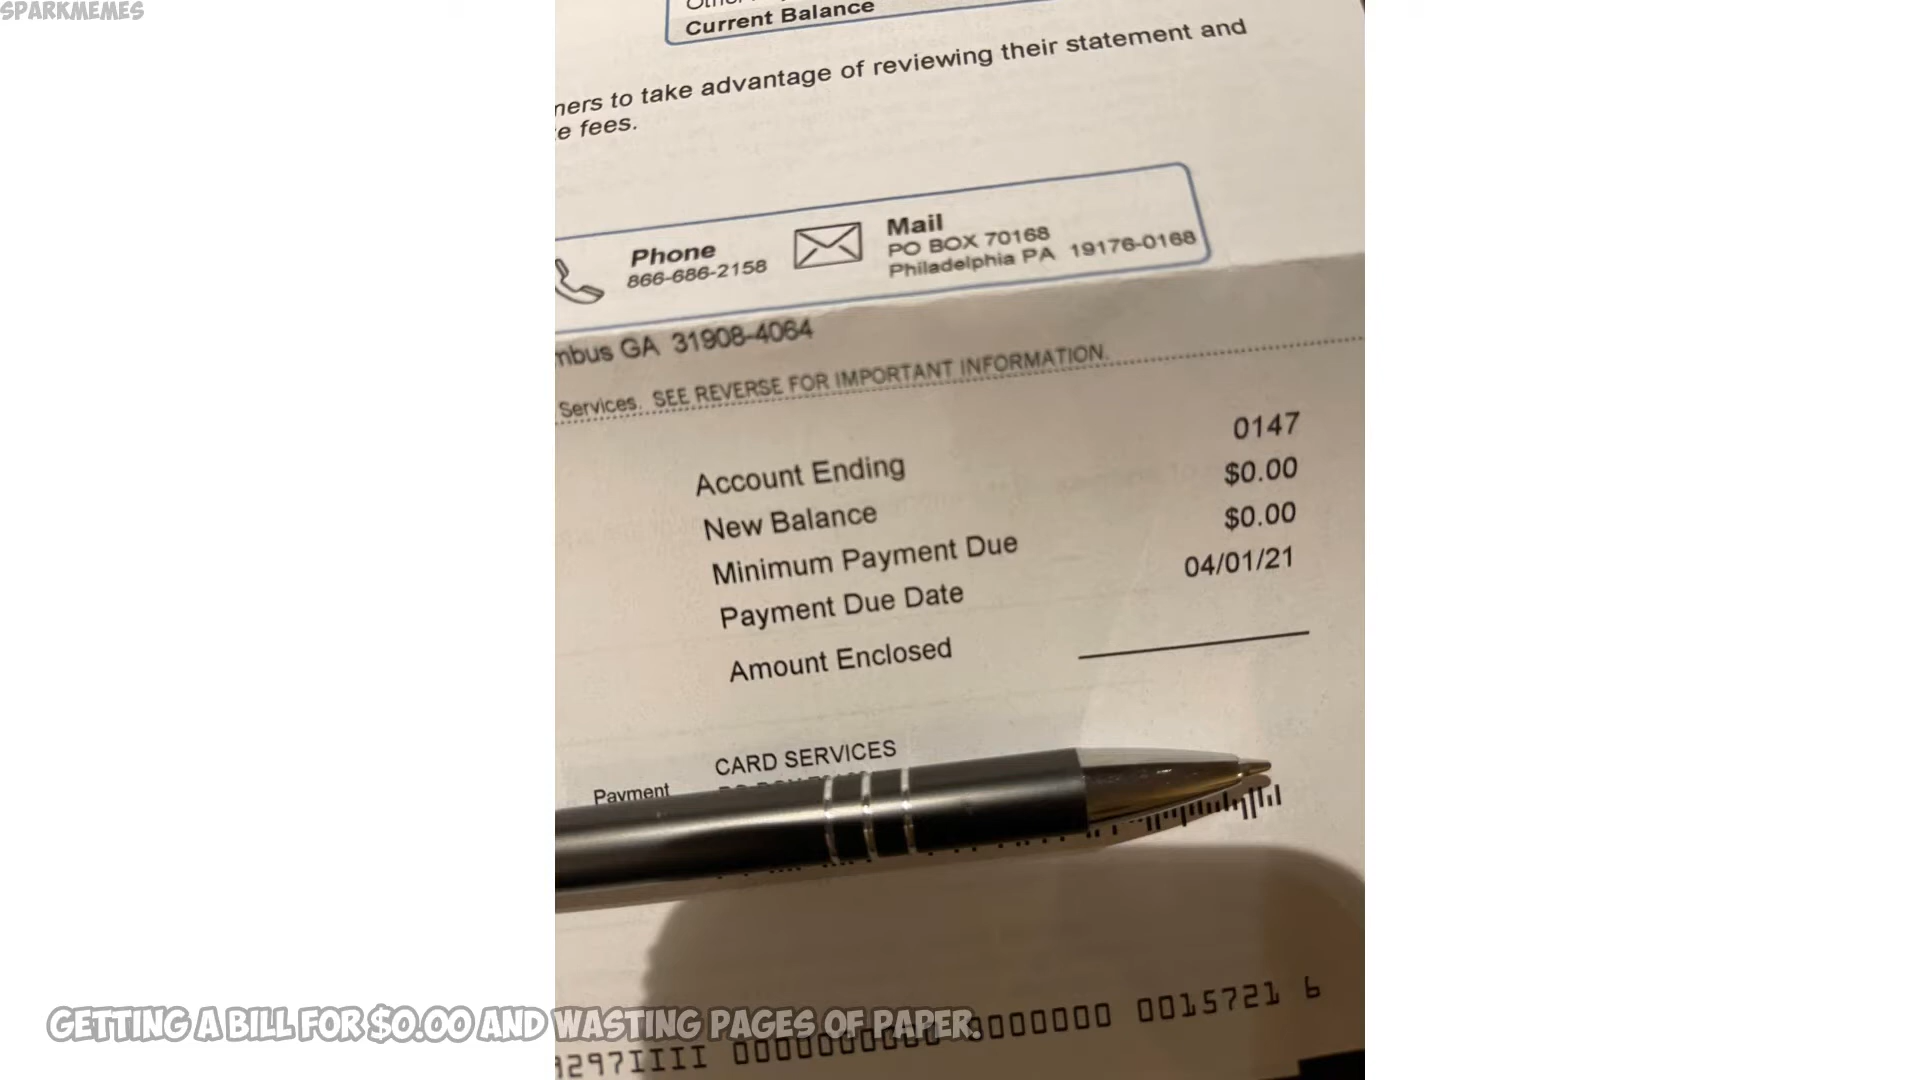 SPARKMEMES
Current Balance
ners to take advantage of reviewing their statement and
e fees.
Phone
866-686-2158
Mail
PO BOX 70168
Philadelphia PA 19176-0168
mbus GA 31908-4064
Services. SEE REVERSE FOR IMPORTANT INFORMATION.
Account Ending 0147
New Balance $0.00
Minimum Payment Due $0.00
Payment Due Date 04/01/21
Amount Enclosed
CARD SERVICES
Payment
GETTING A BILL FOR $0.00 AND WASTING PAGES OF PAPER.
0015721 6